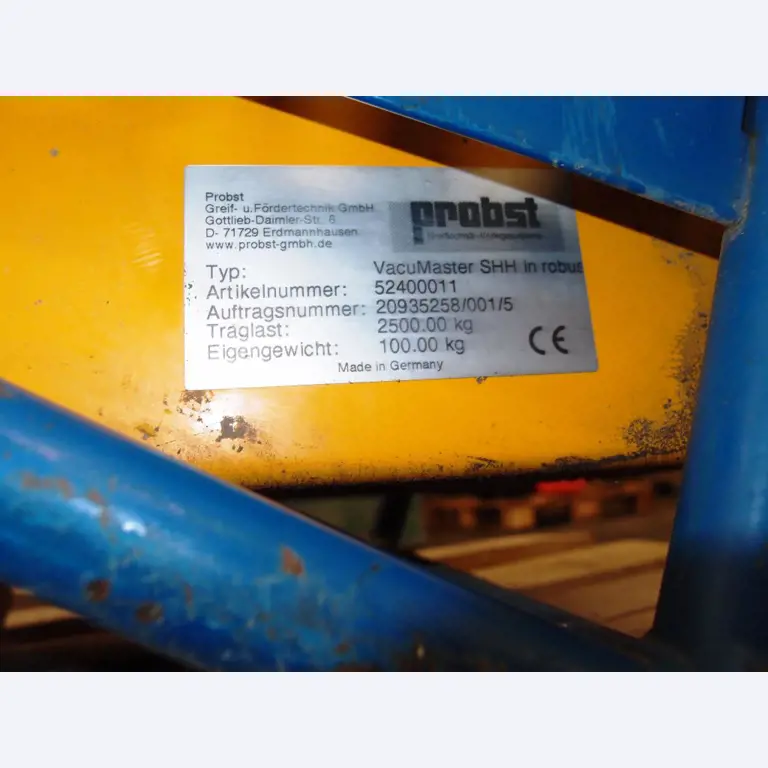 Probst
Greif- u.Fördertechnik GmbH
Gottlieb-Daimler-Str. 6
D- 71729 Erdmannhausen
www.probst-gmbh.de
probst
Typ: VacuMaster SHH in robus
Artikelnummer: 52400011
Auftragsnummer: 20935258/001/5
Traglast: 2500.00 kg
Eigengewicht: 100.00 kg
CE
Made in Germany